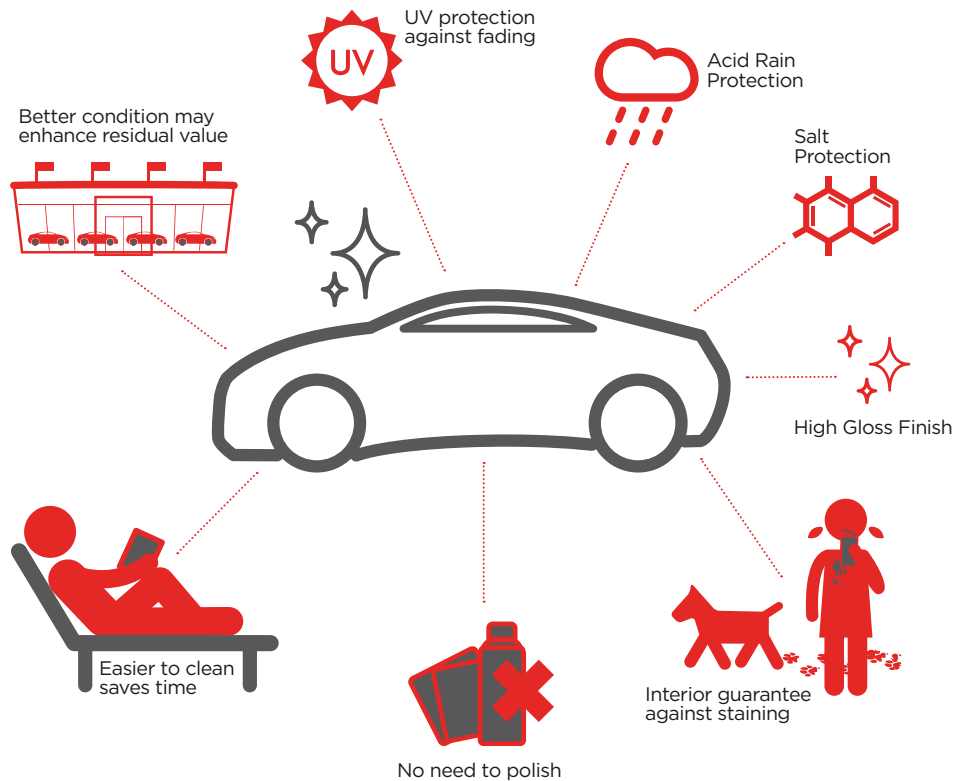 UV protection
against fading
UV
Acid Rain
Protection
Better condition may
enhance residual value
Salt
Protection
High Gloss Finish
Easier to clean
saves time
Interior guarantee
against staining
No need to polish